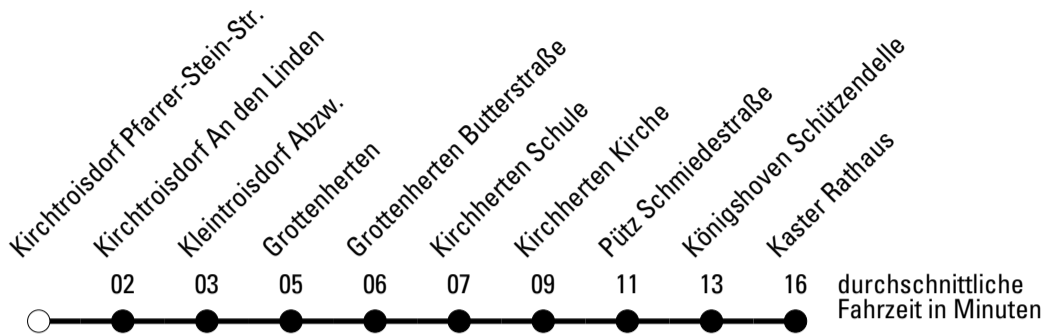 Kirchtroisdorf Pfarrer-Stein-Str.
Kirchtroisdorf An den Linden
Kleintroisdorf Abzw.
Grottenherten
Grottenherten Butterstraße
Kirchherten Schule
Kirchherten Kirche
Pütz Schmiedestraße
Königshoven Schützendelle
Kaster Rathaus
02 03 05 06 07 09 11 13 16
durchschnittliche
Fahrzeit in Minuten